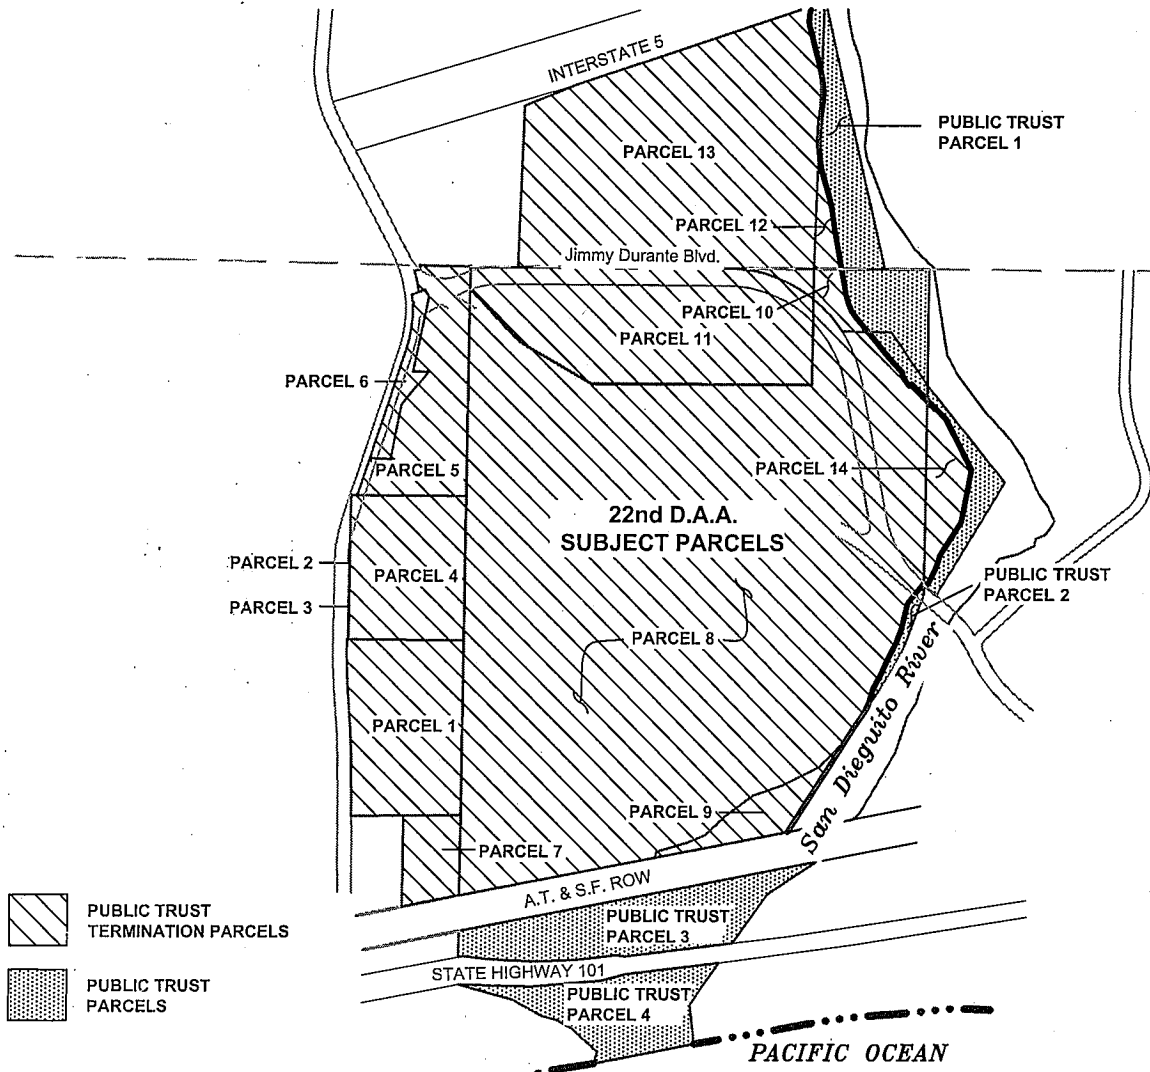 INTERSTATE 5
PUBLIC TRUST
PARCEL 1
PARCEL 13
PARCEL 12
Jimmy Durante Blvd.
PARCEL 10
PARCEL 11
PARCEL 6
PARCEL 5
PARCEL 14
22nd D.A.A.
SUBJECT PARCELS
PARCEL 2
PARCEL 4
PUBLIC TRUST
PARCEL 2
PARCEL 3
PARCEL 8
San Dieguito River
PARCEL 1
PARCEL 9
PARCEL 7
A.T. & S.F. ROW
PUBLIC TRUST
TERMINATION PARCELS
PUBLIC TRUST
PARCEL 3
STATE HIGHWAY 101
PUBLIC TRUST
PARCELS
PUBLIC TRUST
PARCEL 4
PACIFIC OCEAN